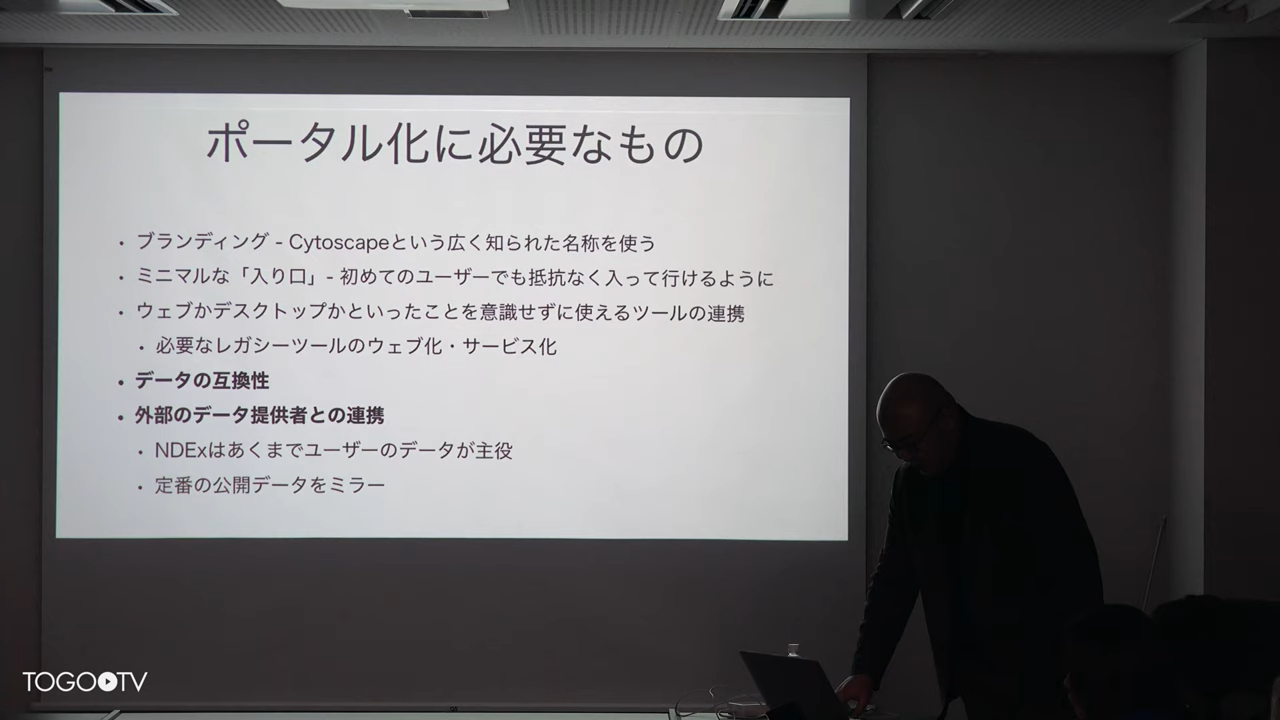 ポータル化に必要なもの
・ブランディング - Cytoscapeという広く知られた名称を使う
・ミニマルな「入り口」- 初めてのユーザーでも抵抗なく入って行けるように
・ウェブかデスクトップかといったことを意識せずに使えるツールの連携
・必要なレガシーツールのウェブ化・サービス化
・データの互換性
・外部のデータ提供者との連携
・NDExはあくまでユーザーのデータが主役
・定番の公開データをミラー
TOGOTV